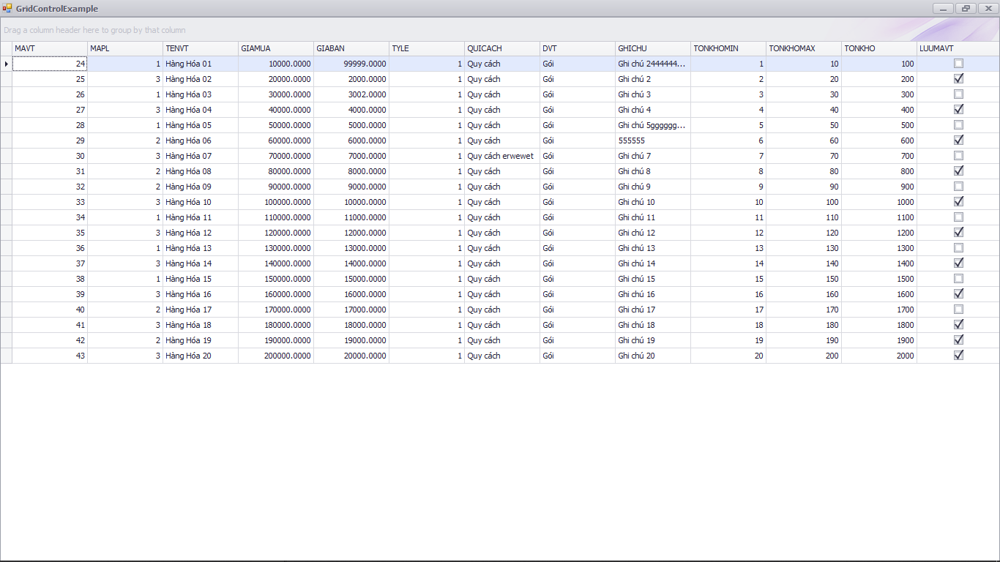 GridControlExample
Drag a column header here to group by that column
MAVT MAPL TENVT GIAMUA GIABAN TYLE QUICACH DVT GHICHU TONKHOMIN TONKHOMAX TONKHO LUUMAVT
24 1 Hàng Hóa 01 10000.0000 99999.0000 1 Quy cách Gói Ghi chú 2444444... 1 10 100
25 3 Hàng Hóa 02 20000.0000 2000.0000 1 Quy cách Gói Ghi chú 2 2 20 200
26 1 Hàng Hóa 03 30000.0000 3002.0000 1 Quy cách Gói Ghi chú 3 3 30 300
27 3 Hàng Hóa 04 40000.0000 4000.0000 1 Quy cách Gói Ghi chú 4 4 40 400
28 1 Hàng Hóa 05 50000.0000 5000.0000 1 Quy cách Gói Ghi chú 5gggggg... 5 50 500
29 2 Hàng Hóa 06 60000.0000 6000.0000 1 Quy cách Gói 555555 6 60 600
30 3 Hàng Hóa 07 70000.0000 7000.0000 1 Quy cách erwewet Gói Ghi chú 7 7 70 700
31 2 Hàng Hóa 08 80000.0000 8000.0000 1 Quy cách Gói Ghi chú 8 8 80 800
32 2 Hàng Hóa 09 90000.0000 9000.0000 1 Quy cách Gói Ghi chú 9 9 90 900
33 3 Hàng Hóa 10 100000.0000 10000.0000 1 Quy cách Gói Ghi chú 10 10 100 1000
34 1 Hàng Hóa 11 110000.0000 11000.0000 1 Quy cách Gói Ghi chú 11 11 110 1100
35 3 Hàng Hóa 12 120000.0000 12000.0000 1 Quy cách Gói Ghi chú 12 12 120 1200
36 1 Hàng Hóa 13 130000.0000 13000.0000 1 Quy cách Gói Ghi chú 13 13 130 1300
37 3 Hàng Hóa 14 140000.0000 14000.0000 1 Quy cách Gói Ghi chú 14 14 140 1400
38 1 Hàng Hóa 15 150000.0000 15000.0000 1 Quy cách Gói Ghi chú 15 15 150 1500
39 3 Hàng Hóa 16 160000.0000 16000.0000 1 Quy cách Gói Ghi chú 16 16 160 1600
40 2 Hàng Hóa 17 170000.0000 17000.0000 1 Quy cách Gói Ghi chú 17 17 170 1700
41 3 Hàng Hóa 18 180000.0000 18000.0000 1 Quy cách Gói Ghi chú 18 18 180 1800
42 2 Hàng Hóa 19 190000.0000 19000.0000 1 Quy cách Gói Ghi chú 19 19 190 1900
43 3 Hàng Hóa 20 200000.0000 20000.0000 1 Quy cách Gói Ghi chú 20 20 200 2000